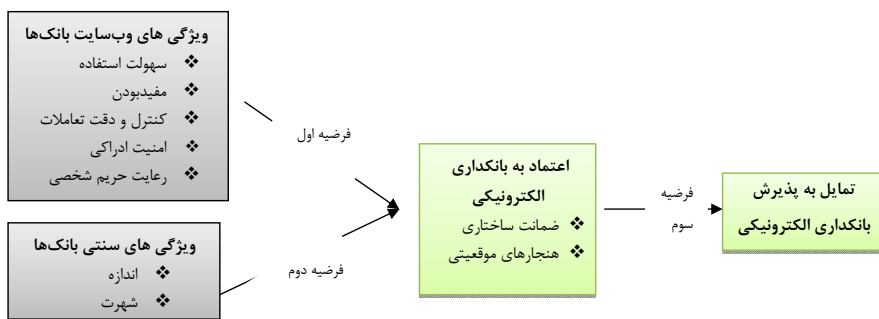 ویژگی های وب‌سایت بانک‌ها
❖ سهولت استفاده
❖ مفیدبودن
❖ کنترل و دقت تعاملات
❖ امنیت ادراکی
❖ رعایت حریم شخصی
فرضیه اول
اعتماد به بانکداری
الکترونیکی
❖ ضمانت ساختاری
❖ هنجارهای موقعیتی
فرضیه
سوم
تمایل به پذیرش
بانکداری الکترونیکی
ویژگی های سنتی بانک‌ها
❖ اندازه
❖ شهرت
فرضیه دوم